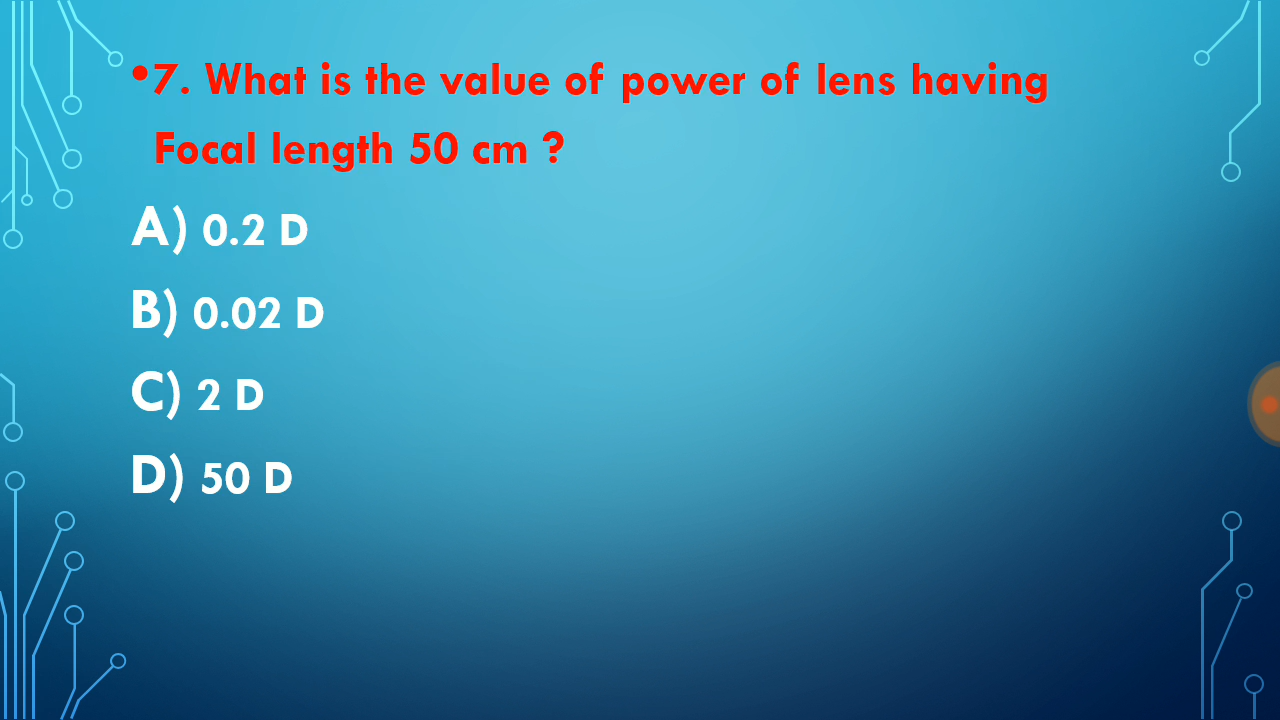 •7. What is the value of power of lens having
Focal length 50 cm ?
A) 0.2 D
B) 0.02 D
C) 2 D
D) 50 D